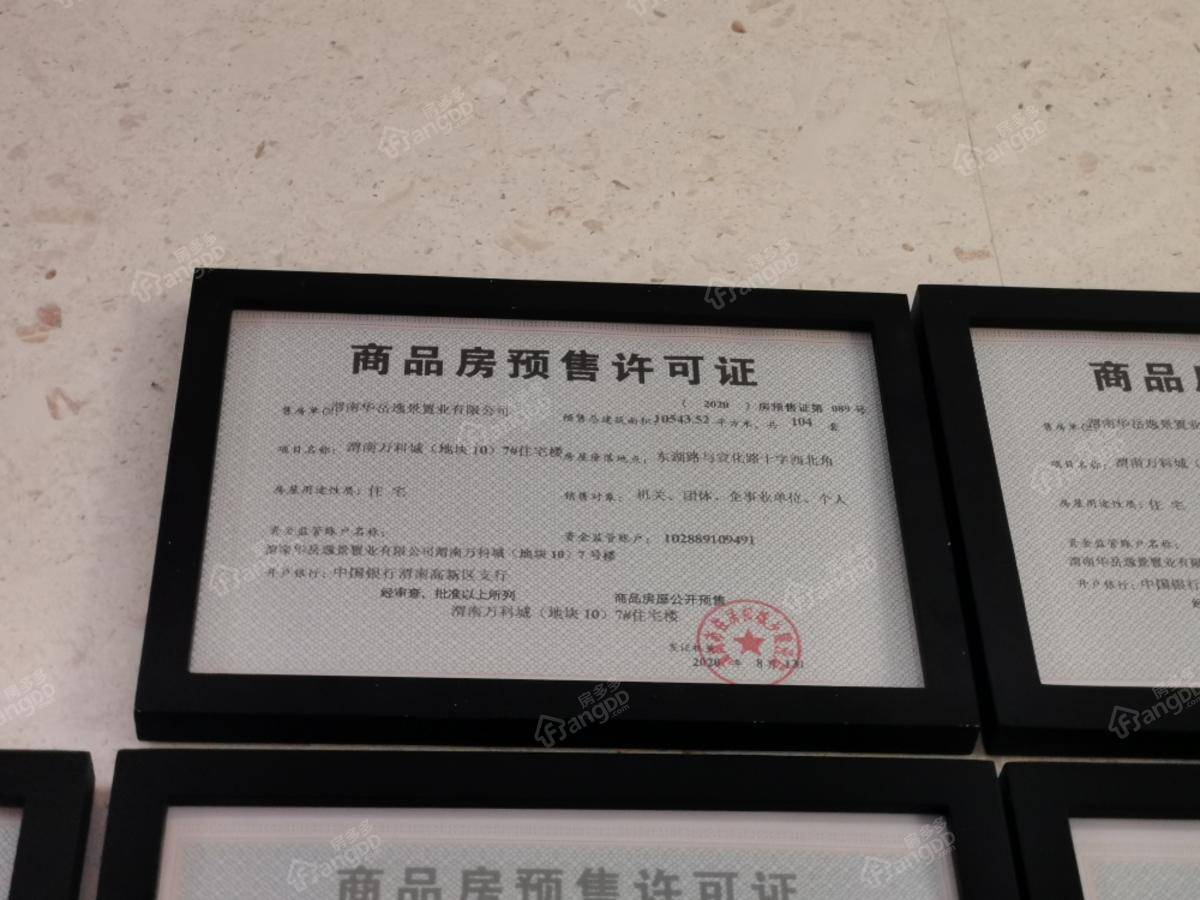 商品房预售许可证
（ 2020 ）房预售证第 089 号
售房单位 渭南华岳逸景置业有限公司
预售总建筑面积 10543.52 平方米，共 104 套
项目名称：渭南万科城（地块10）7#住宅楼
房屋座落地点：东湖路与宣化路十字西北角
房屋用途性质：住 宅
销售对象：机关、团体、企事业单位、个人
资金监管账户名称：
渭南华岳逸景置业有限公司渭南万科城（地块10）7号楼
资金监管账户：102889109491
开户银行：中国银行渭南高新区支行
经审查，批准以上所列 商品房屋公开预售
渭南万科城（地块10）7#住宅楼
发证机关
2020 年 8 月
商品
渭南华岳逸景置业
项目名称：渭南万科城
房屋用途性质：住 宅
资金监管账户名称：
渭南华岳逸景置业有限
开户银行：中国银行
商品房预售许可证
房多多
fangdd.com